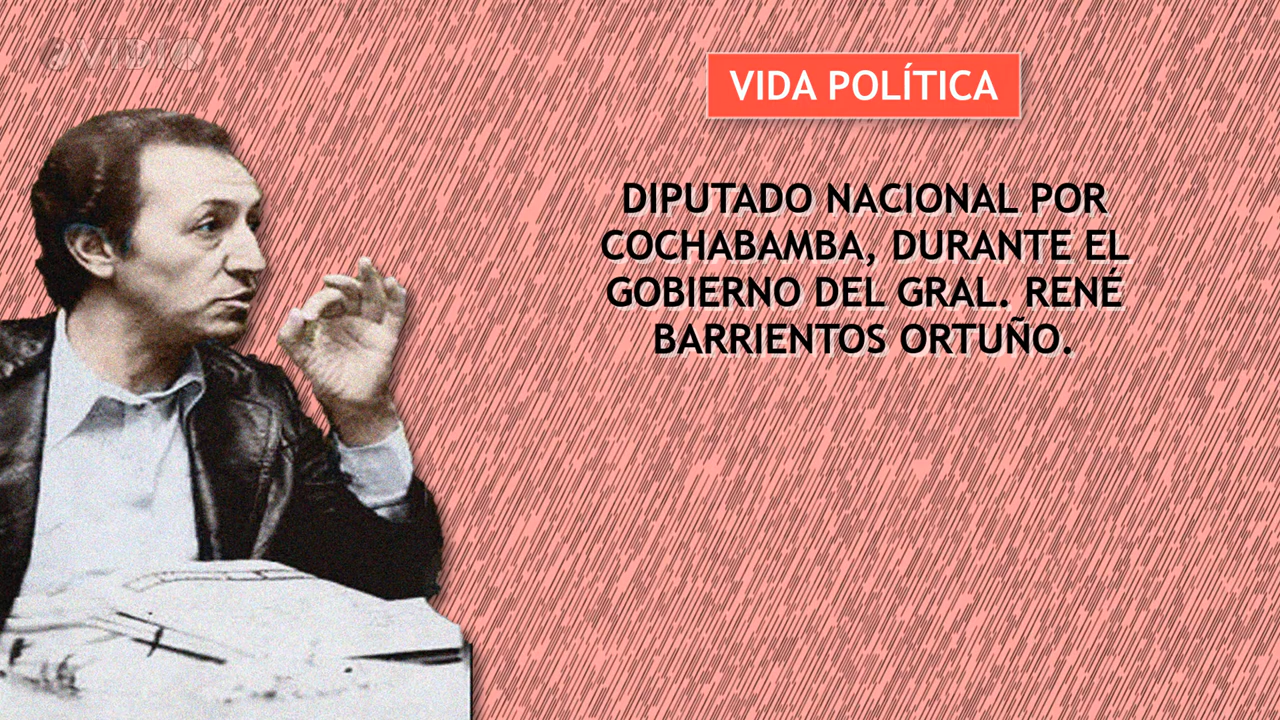 VIDA POLÍTICA
DIPUTADO NACIONAL POR
COCHABAMBA, DURANTE EL
GOBIERNO DEL GRAL. RENÉ
BARRIENTOS ORTUÑO.